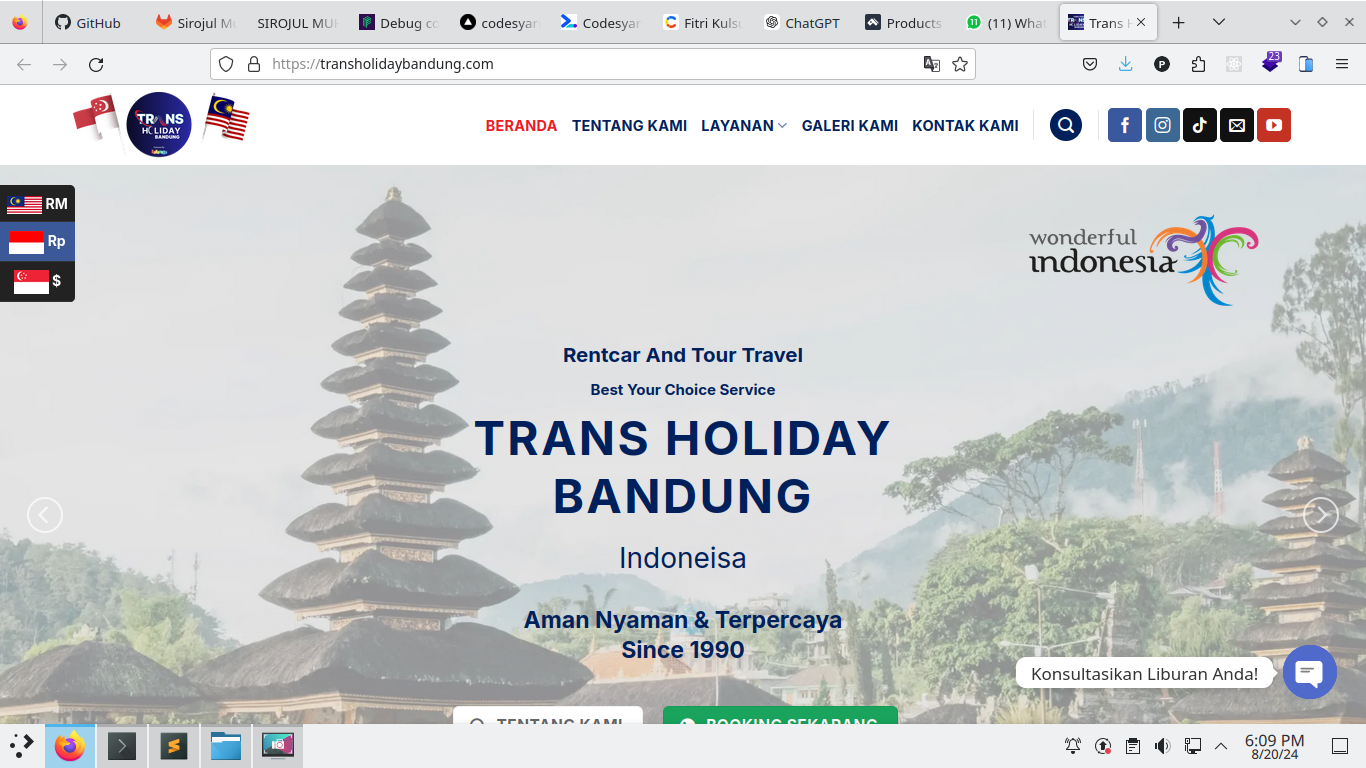 GitHub
Sirojul Mu
SIROJUL MUH
Debug co
codesyar
Codesyar
Fitri Kulsu
ChatGPT
Products
(11) What
Trans H
https://transholidaybandung.com
23
TRANS
HOLIDAY
BANDUNG
BERANDA
TENTANG KAMI
LAYANAN
GALERI KAMI
KONTAK KAMI
RM
Rp
$
wonderful
indonesia
Rentcar And Tour Travel
Best Your Choice Service
TRANS HOLIDAY
BANDUNG
Indoneisa
Aman Nyaman & Terpercaya
Since 1990
Konsultasikan Liburan Anda!
TENTANG KAMI
BOOKING SEKARANG
6:09 PM
8/20/24